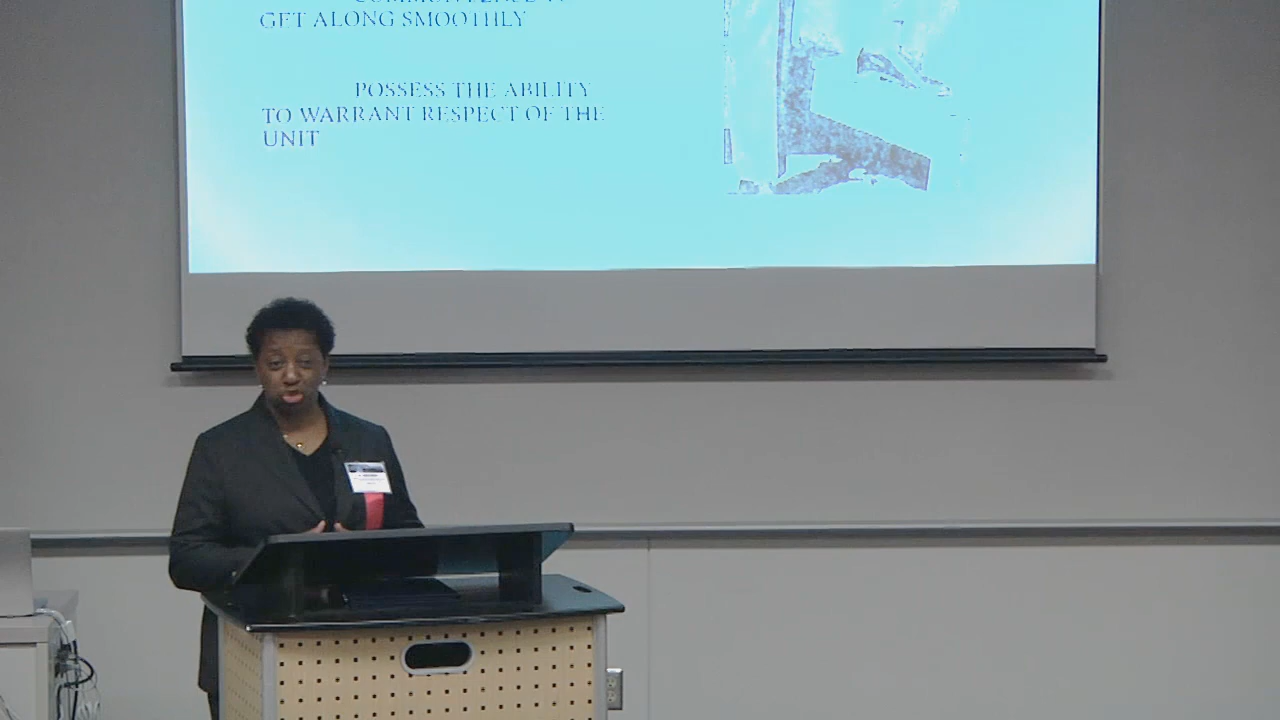 GET ALONG SMOOTHLY
POSSESS THE ABILITY
TO WARRANT RESPECT OF THE
UNIT